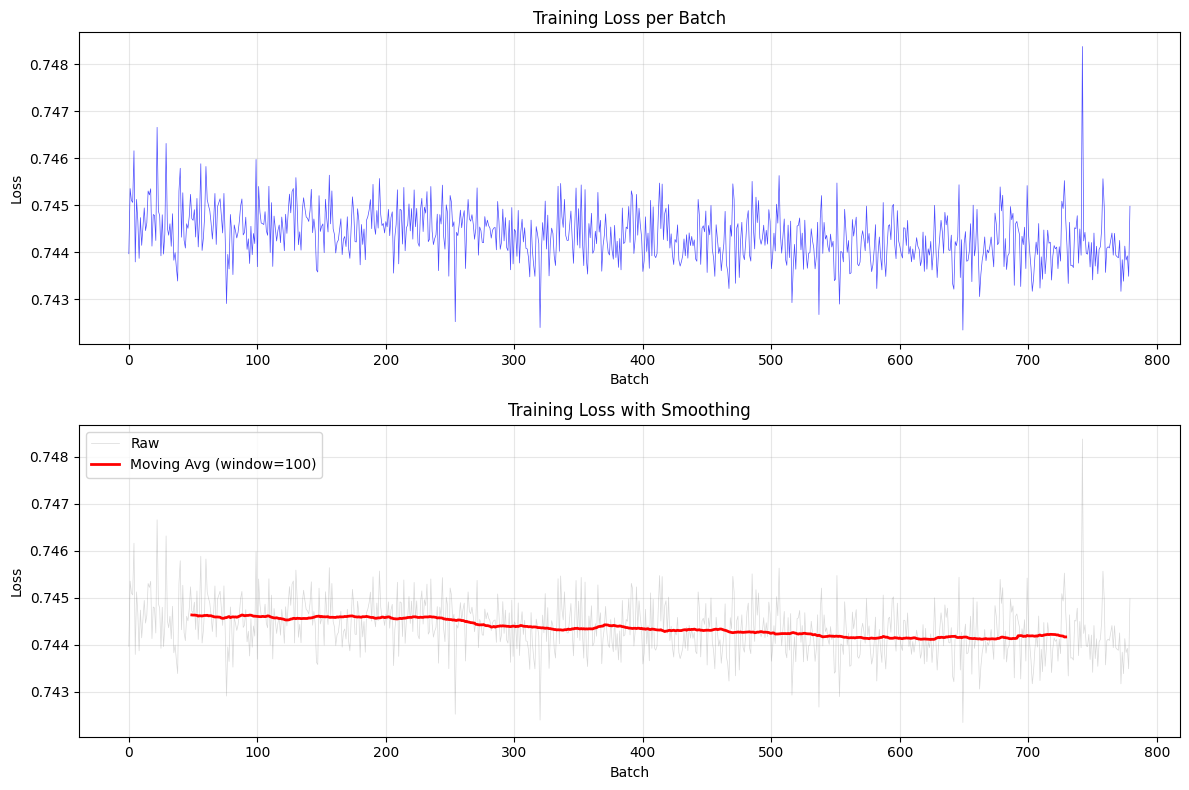 Training Loss per Batch
0.748
0.747
0.746
0.745
0.744
0.743
Loss
0 100 200 300 400 500 600 700 800
Batch
Training Loss with Smoothing
Raw
Moving Avg (window=100)
0.748
0.747
0.746
0.745
0.744
0.743
Loss
0 100 200 300 400 500 600 700 800
Batch